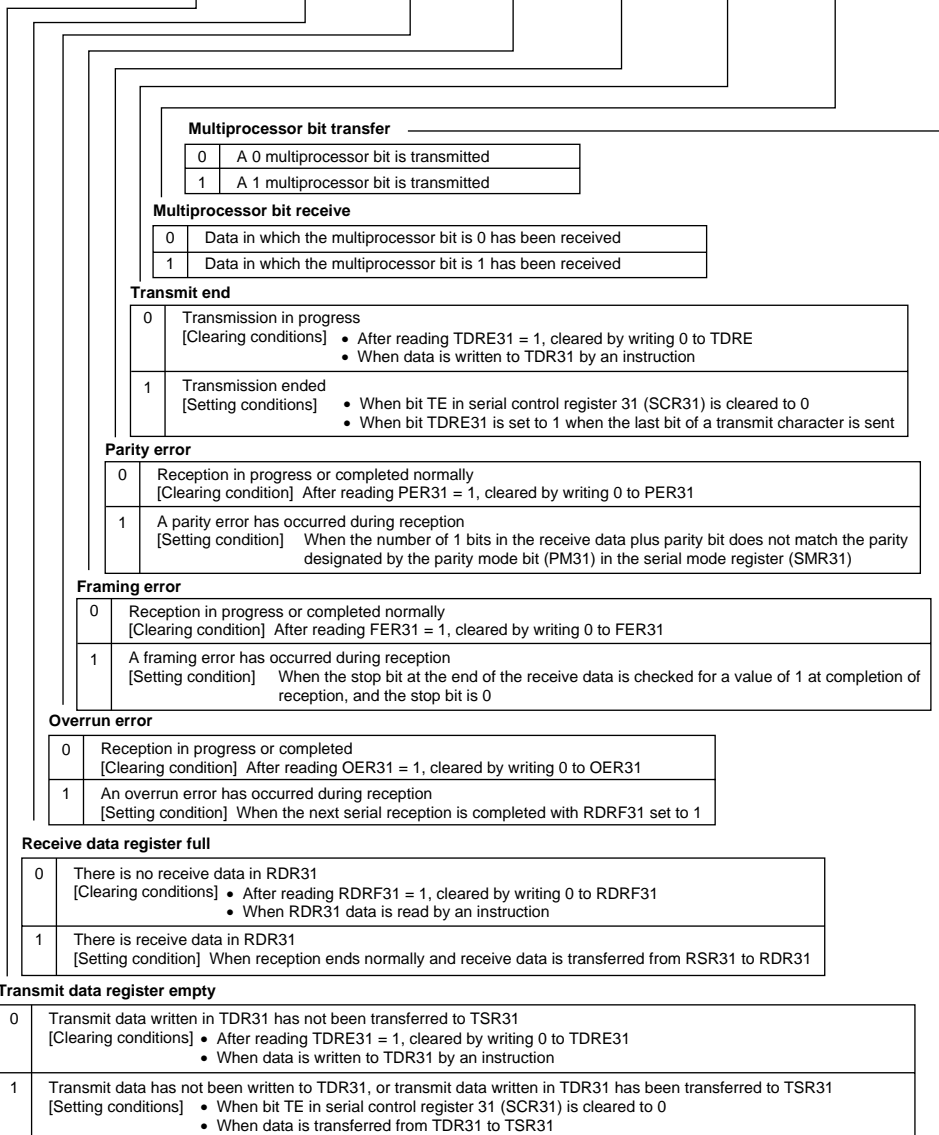 Multiprocessor bit transfer
0 A 0 multiprocessor bit is transmitted
1 A 1 multiprocessor bit is transmitted
Multiprocessor bit receive
0 Data in which the multiprocessor bit is 0 has been received
1 Data in which the multiprocessor bit is 1 has been received
Transmit end
0 Transmission in progress
[Clearing conditions] • After reading TDRE31 = 1, cleared by writing 0 to TDRE
• When data is written to TDR31 by an instruction
1 Transmission ended
[Setting conditions] • When bit TE in serial control register 31 (SCR31) is cleared to 0
• When bit TDRE31 is set to 1 when the last bit of a transmit character is sent
Parity error
0 Reception in progress or completed normally
[Clearing condition] After reading PER31 = 1, cleared by writing 0 to PER31
1 A parity error has occurred during reception
[Setting condition] When the number of 1 bits in the receive data plus parity bit does not match the parity
designated by the parity mode bit (PM31) in the serial mode register (SMR31)
Framing error
0 Reception in progress or completed normally
[Clearing condition] After reading FER31 = 1, cleared by writing 0 to FER31
1 A framing error has occurred during reception
[Setting condition] When the stop bit at the end of the receive data is checked for a value of 1 at completion of
reception, and the stop bit is 0
Overrun error
0 Reception in progress or completed
[Clearing condition] After reading OER31 = 1, cleared by writing 0 to OER31
1 An overrun error has occurred during reception
[Setting condition] When the next serial reception is completed with RDRF31 set to 1
Receive data register full
0 There is no receive data in RDR31
[Clearing conditions] • After reading RDRF31 = 1, cleared by writing 0 to RDRF31
• When RDR31 data is read by an instruction
1 There is receive data in RDR31
[Setting condition] When reception ends normally and receive data is transferred from RSR31 to RDR31
Transmit data register empty
0 Transmit data written in TDR31 has not been transferred to TSR31
[Clearing conditions] • After reading TDRE31 = 1, cleared by writing 0 to TDRE31
• When data is written to TDR31 by an instruction
1 Transmit data has not been written to TDR31, or transmit data written in TDR31 has been transferred to TSR31
[Setting conditions] • When bit TE in serial control register 31 (SCR31) is cleared to 0
• When data is transferred from TDR31 to TSR31